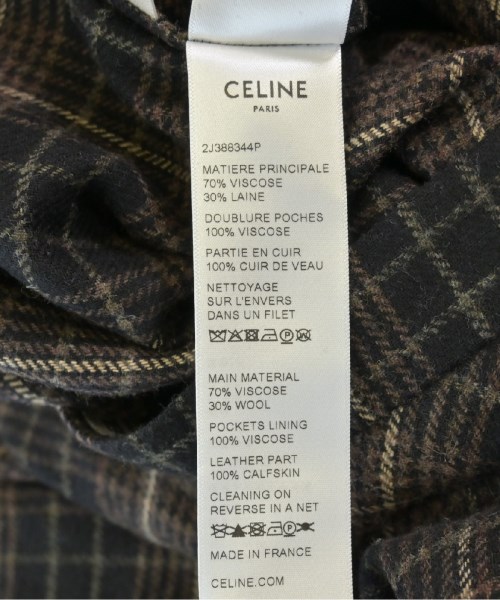 CELINE
PARIS
2J388344P
MATIERE PRINCIPALE
70% VISCOSE
30% LAINE
DOUBLURE POCHES
100% VISCOSE
PARTIE EN CUIR
100% CUIR DE VEAU
NETTOYAGE
SUR L'ENVERS
DANS UN FILET
MAIN MATERIAL
70% VISCOSE
30% WOOL
POCKETS LINING
100% VISCOSE
LEATHER PART
100% CALFSKIN
CLEANING ON
REVERSE IN A NET
MADE IN FRANCE
CELINE.COM